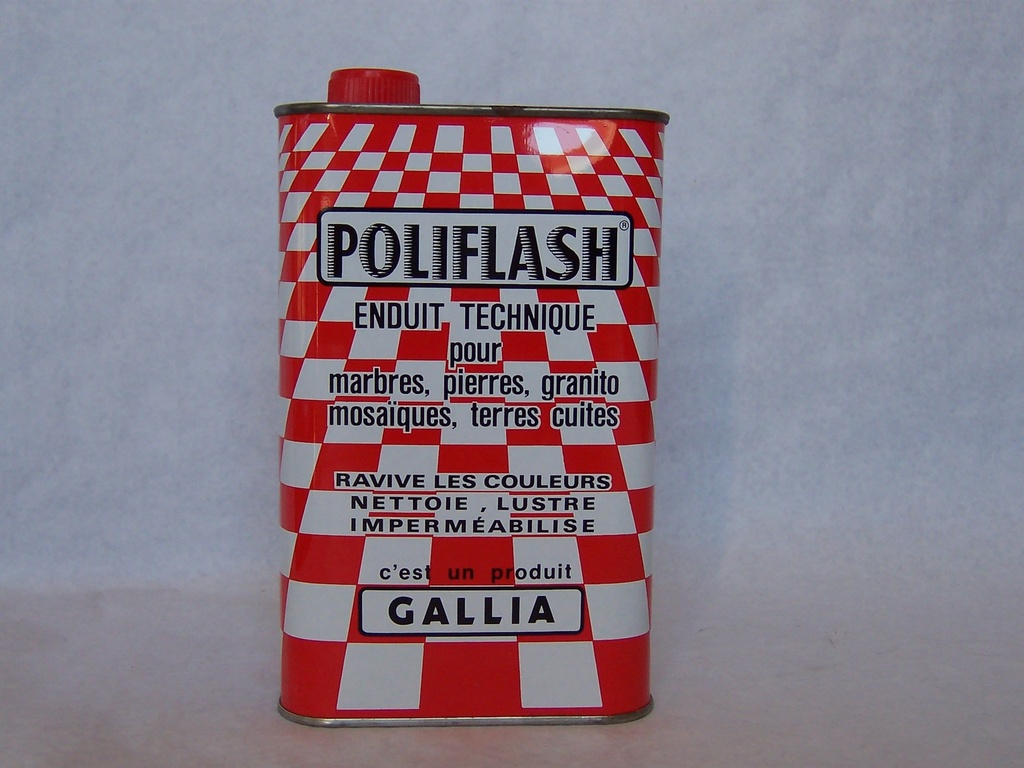 POLIFLASH®
ENDUIT TECHNIQUE
pour
marbres, pierres, granito
mosaïques, terres cuites
RAVIVE LES COULEURS
NETTOIE , LUSTRE
IMPERMÉABILISE
c'est un produit
GALLIA